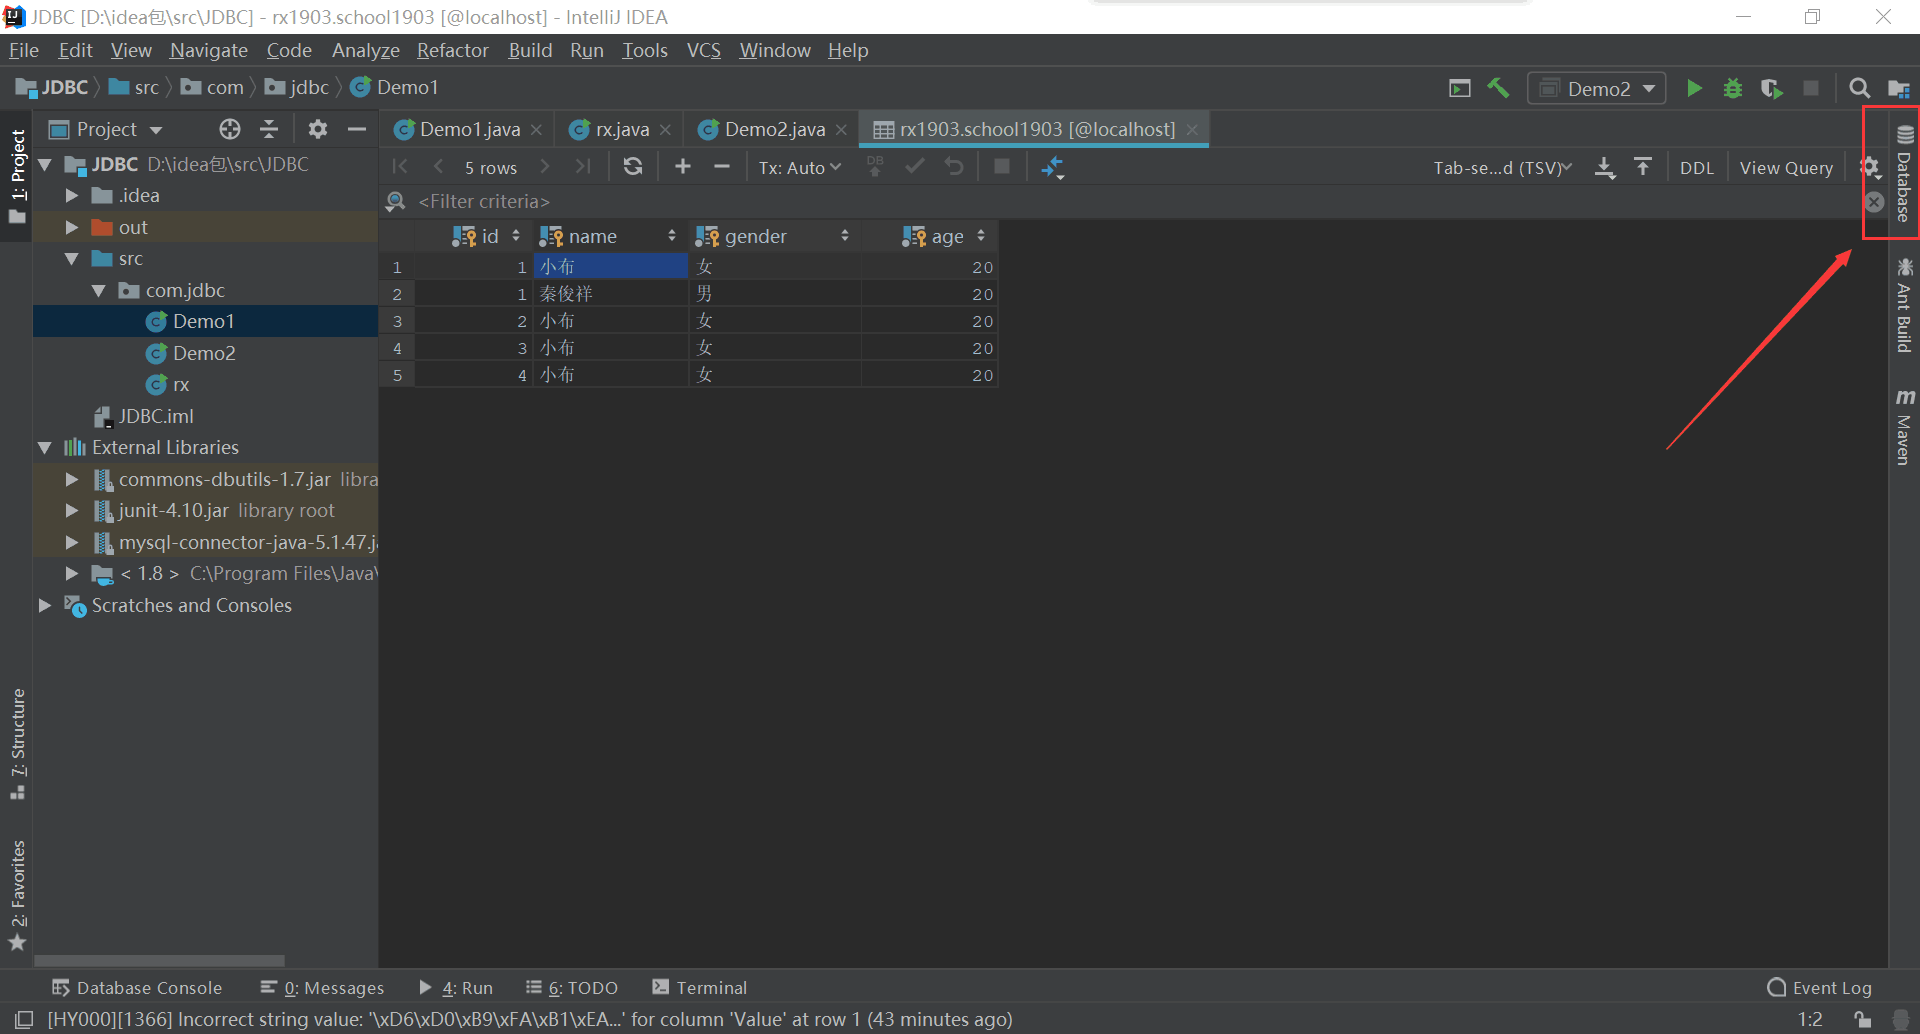 JDBC [D:\idea包\src\JDBC] - rx1903.school1903 [@localhost] - IntelliJ IDEA
File Edit View Navigate Code Analyze Refactor Build Run Tools VCS Window Help
JDBC src com jdbc Demo1 Demo2
1: Project
Project
Demo1.java rx.java Demo2.java rx1903.school1903 [@localhost]
JDBC D:\idea包\src\JDBC
.idea
out
src
com.jdbc
Demo1
Demo2
rx
JDBC.iml
External Libraries
commons-dbutils-1.7.jar libra
junit-4.10.jar library root
mysql-connector-java-5.1.47.ja
< 1.8 > C:\Program Files\Java\
Scratches and Consoles
5 rows Tx: Auto DB Tab-se...d (TSV) DDL View Query
<Filter criteria>
id name gender age
1 1 小布 女 20
2 1 秦俊祥 男 20
3 2 小布 女 20
4 3 小布 女 20
5 4 小布 女 20
Database
Ant Build
m Maven
7: Structure
2: Favorites
Database Console 0: Messages 4: Run 6: TODO Terminal Event Log
[HY000][1366] Incorrect string value: '\xD6\xD0\xB9\xFA\xB1\xEA...' for column 'Value' at row 1 (43 minutes ago) 1:2